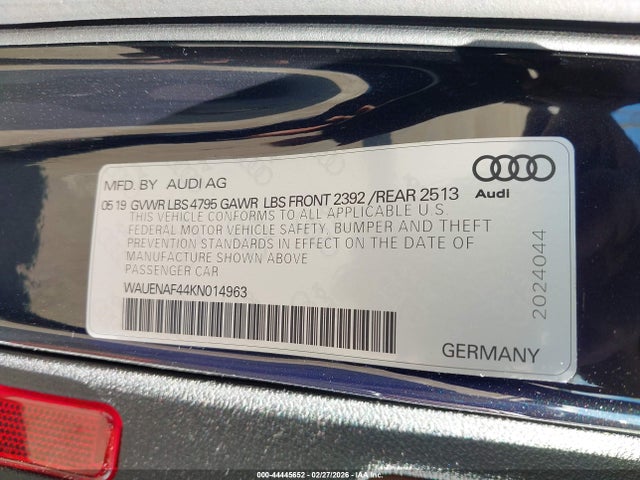 MFD. BY AUDI AG
0519 GVWR LBS 4795 GAWR LBS FRONT 2392 /REAR 2513
THIS VEHICLE CONFORMS TO ALL APPLICABLE U S
FEDERAL MOTOR VEHICLE SAFETY, BUMPER AND THEFT
PREVENTION STANDARDS IN EFFECT ON THE DATE OF
MANUFACTURE SHOWN ABOVE
PASSENGER CAR
WAUENAF44KN014963
Audi
2024044
GERMANY
000-44445652 | 02/27/2026 | Copyright © IAA, Inc.